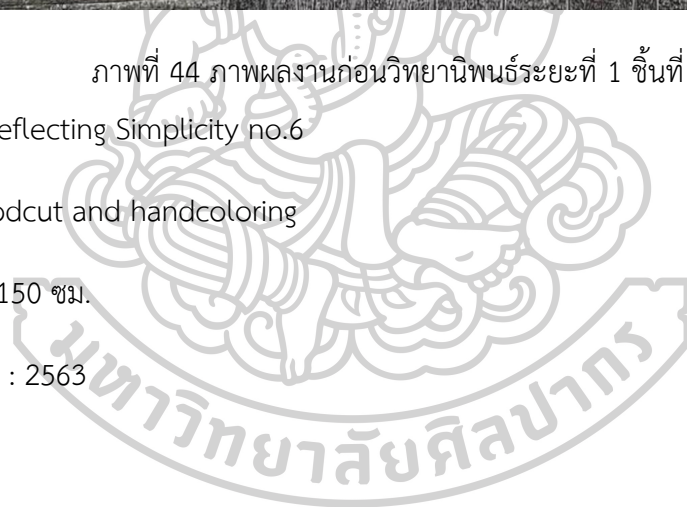 ภาพที่ 44 ภาพผลงานก่อนวิทยานิพนธ์ระยะที่ 1 ชิ้นที่
eflecting Simplicity no.6
odcut and handcoloring
150 ซม.
: 2563
มหาวิทยาลัยศิลปากร